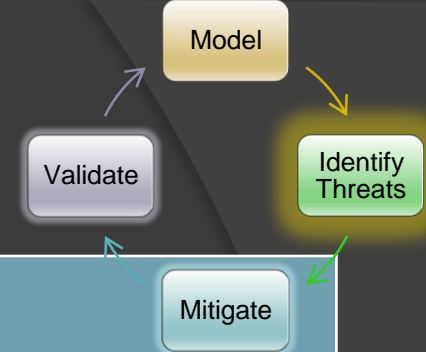 Model
Identify
Threats
Mitigate
Validate